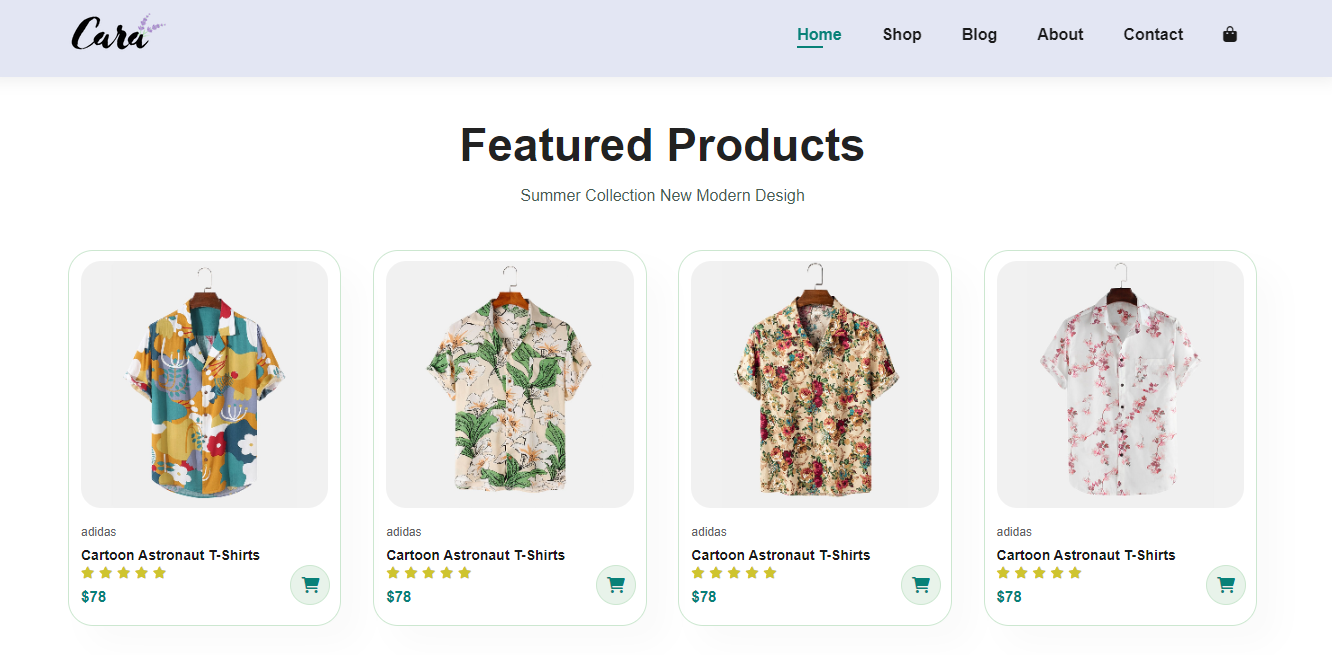 Cara
Home Shop Blog About Contact
Featured Products
Summer Collection New Modern Desigh
adidas adidas adidas adidas
Cartoon Astronaut T-Shirts Cartoon Astronaut T-Shirts Cartoon Astronaut T-Shirts Cartoon Astronaut T-Shirts
$78 $78 $78 $78